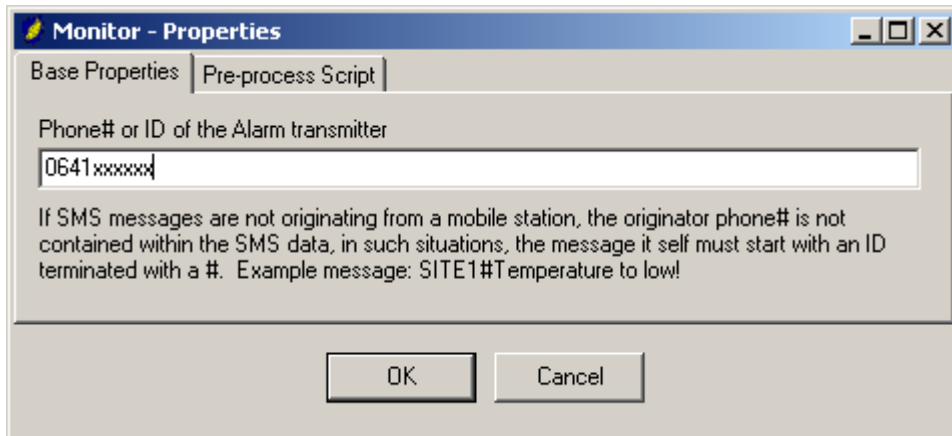 Monitor - Properties
Base Properties
Pre-process Script
Phone# or ID of the Alarm transmitter
0641xxxxxx
If SMS messages are not originating from a mobile station, the originator phone# is not
contained within the SMS data, in such situations, the message it self must start with an ID
terminated with a #. Example message: SITE1#Temperature to low!
OK
Cancel